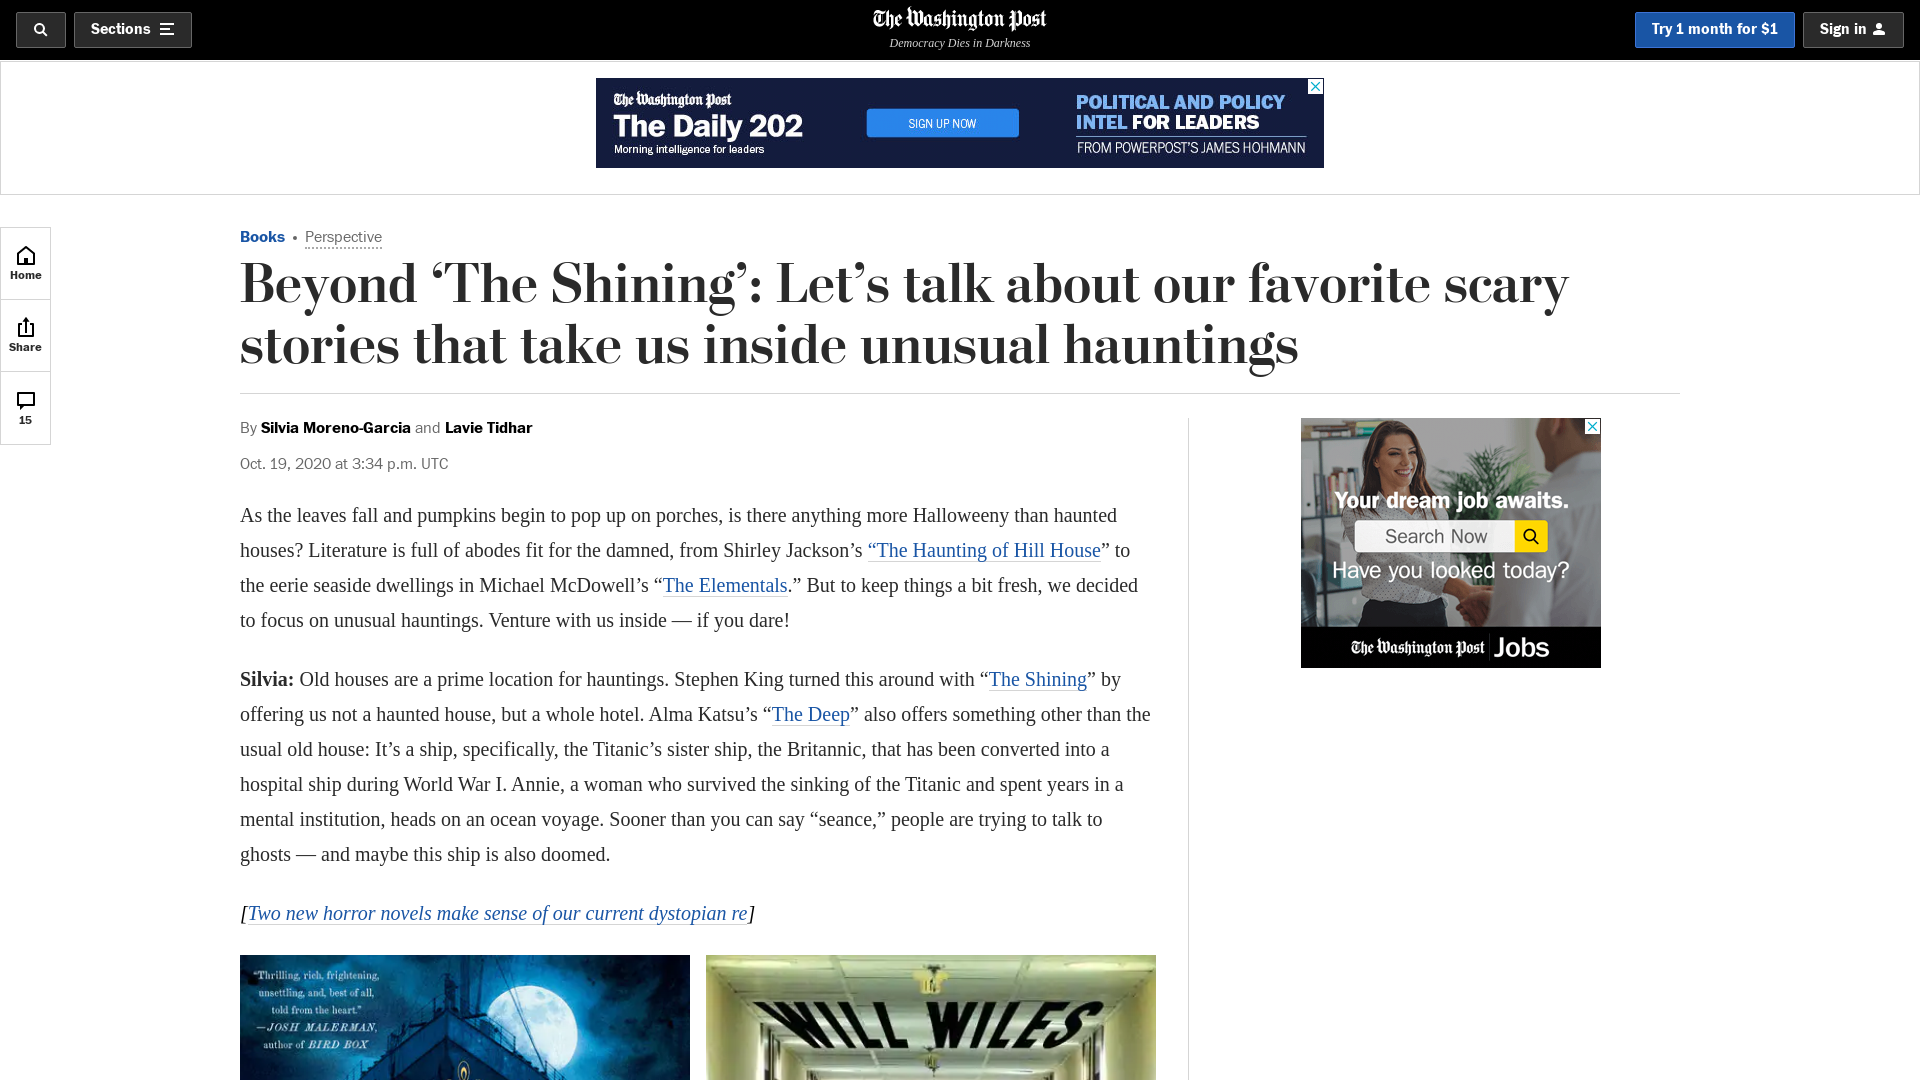 Sections
The Washington Post
Democracy Dies in Darkness
Try 1 month for $1
Sign in
The Washington Post
The Daily 202
Morning intelligence for leaders
SIGN UP NOW
POLITICAL AND POLICY
INTEL FOR LEADERS
FROM POWERPOST'S JAMES HOHMANN
Home
Share
15
Books • Perspective
Beyond ‘The Shining’: Let’s talk about our favorite scary
stories that take us inside unusual hauntings
By Silvia Moreno-Garcia and Lavie Tidhar
Oct. 19, 2020 at 3:34 p.m. UTC
As the leaves fall and pumpkins begin to pop up on porches, is there anything more Halloweeny than haunted
houses? Literature is full of abodes fit for the damned, from Shirley Jackson’s “The Haunting of Hill House” to
the eerie seaside dwellings in Michael McDowell’s “The Elementals.” But to keep things a bit fresh, we decided
to focus on unusual hauntings. Venture with us inside — if you dare!
Silvia: Old houses are a prime location for hauntings. Stephen King turned this around with “The Shining” by
offering us not a haunted house, but a whole hotel. Alma Katsu’s “The Deep” also offers something other than the
usual old house: It’s a ship, specifically, the Titanic’s sister ship, the Britannic, that has been converted into a
hospital ship during World War I. Annie, a woman who survived the sinking of the Titanic and spent years in a
mental institution, heads on an ocean voyage. Sooner than you can say “seance,” people are trying to talk to
ghosts — and maybe this ship is also doomed.
[Two new horror novels make sense of our current dystopian re]
“Thrilling, rich, frightening,
unsettling, and, best of all,
told from the heart.”
—JOSH MALERMAN,
author of BIRD BOX
WILL WILES
Your dream job awaits.
Search Now
Have you looked today?
The Washington Post Jobs